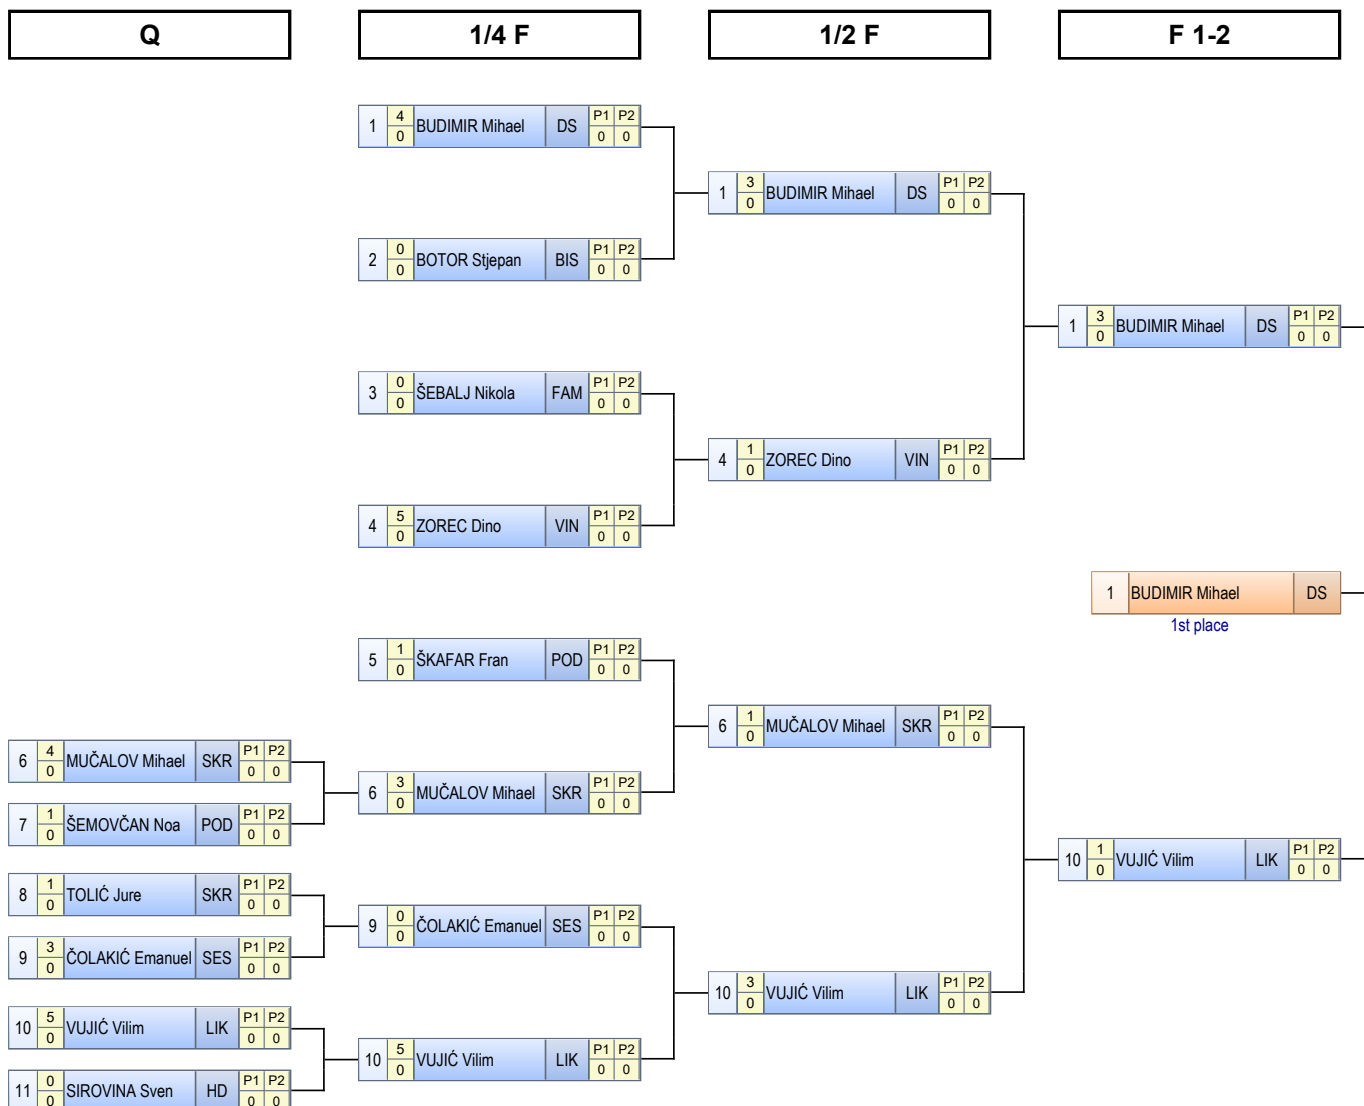 Q 1/4 F 1/2 F F 1-2
1 4 0 BUDIMIR Mihael DS P1 P2 0 0
1 3 0 BUDIMIR Mihael DS P1 P2 0 0
2 0 0 BOTOR Stjepan BIS P1 P2 0 0
1 3 0 BUDIMIR Mihael DS P1 P2 0 0
3 0 0 ŠEBALJ Nikola FAM P1 P2 0 0
4 1 0 ZOREC Dino VIN P1 P2 0 0
4 5 0 ZOREC Dino VIN P1 P2 0 0
1 BUDIMIR Mihael DS
1st place
5 1 0 ŠKAFAR Fran POD P1 P2 0 0
6 1 0 MUČALOV Mihael SKR P1 P2 0 0
6 4 0 MUČALOV Mihael SKR P1 P2 0 0
6 3 0 MUČALOV Mihael SKR P1 P2 0 0
7 1 0 ŠEMOVČAN Noa POD P1 P2 0 0
10 1 0 VUJIĆ Vilim LIK P1 P2 0 0
8 1 0 TOLIĆ Jure SKR P1 P2 0 0
9 0 0 ČOLAKIĆ Emanuel SES P1 P2 0 0
9 3 0 ČOLAKIĆ Emanuel SES P1 P2 0 0
10 3 0 VUJIĆ Vilim LIK P1 P2 0 0
10 5 0 VUJIĆ Vilim LIK P1 P2 0 0
10 5 0 VUJIĆ Vilim LIK P1 P2 0 0
11 0 0 SIROVINA Sven HD P1 P2 0 0